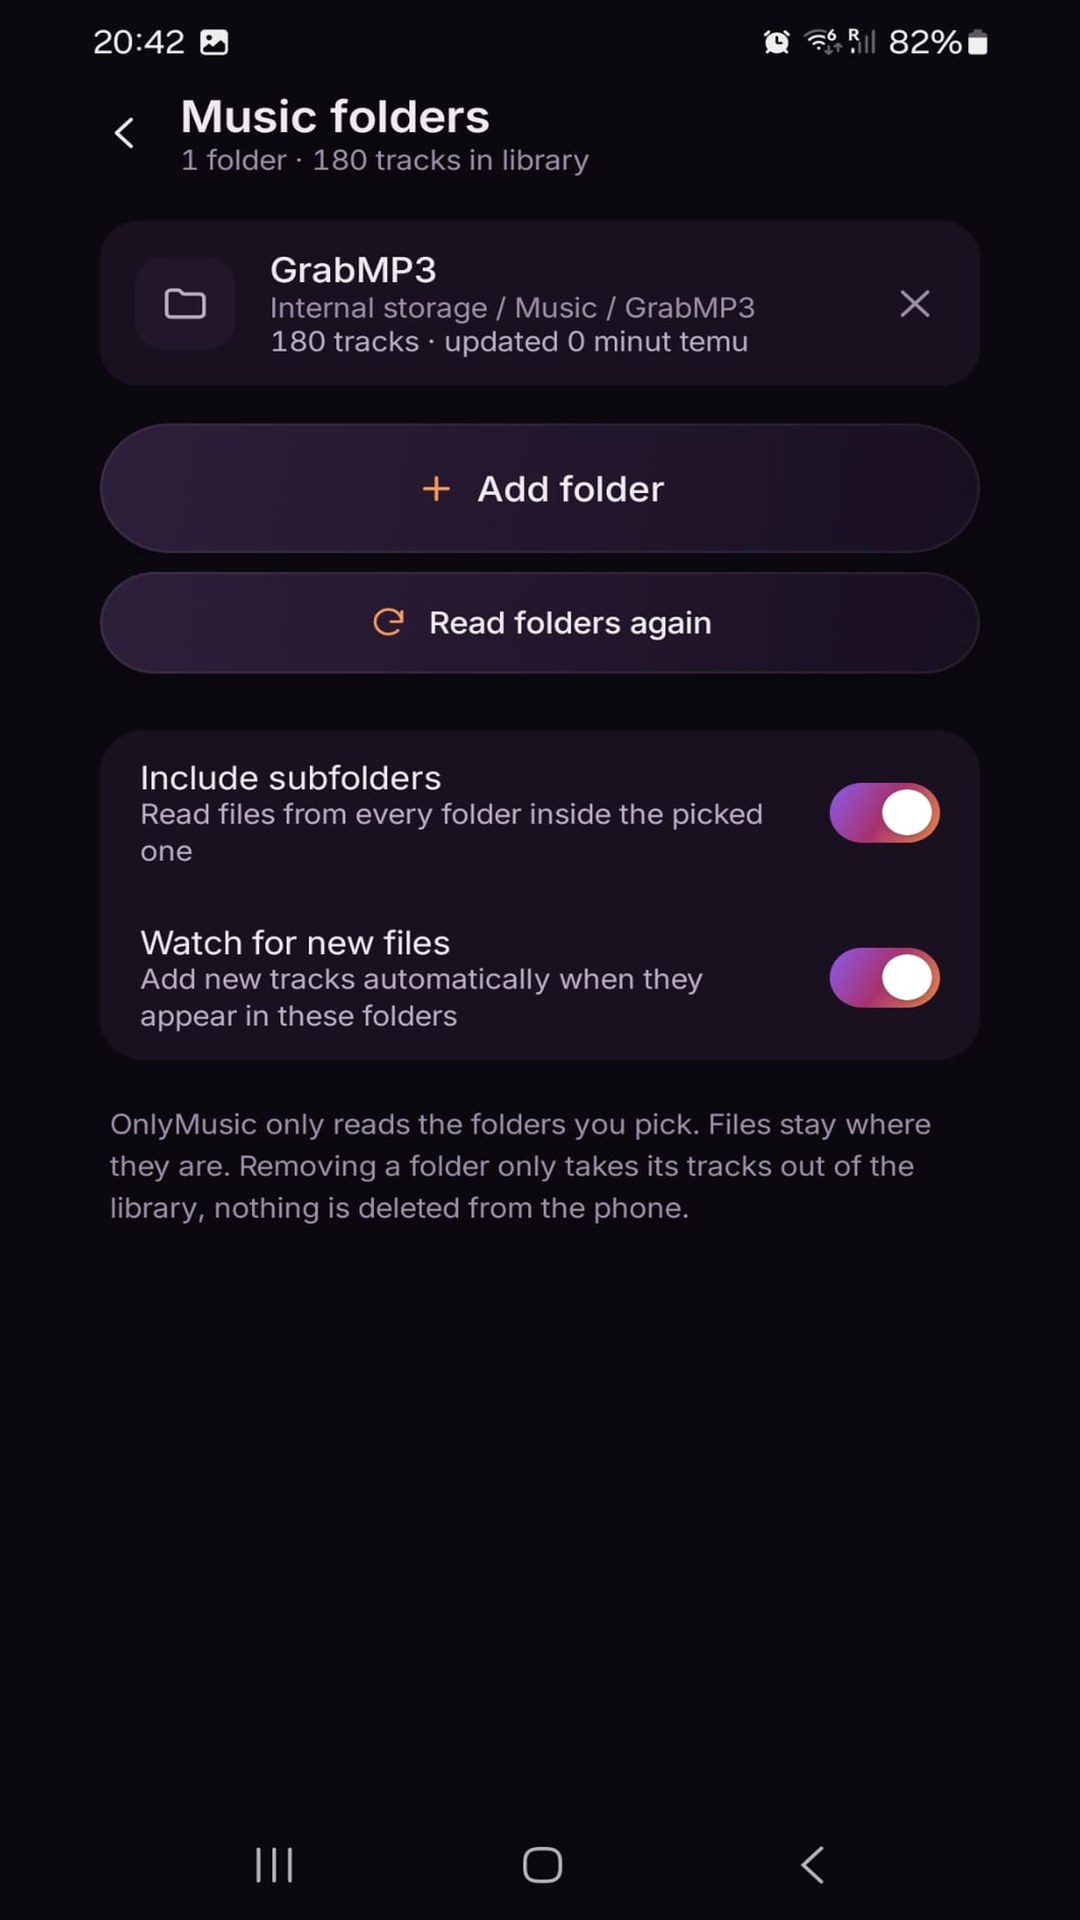 20:42
6 R 82%
Music folders
1 folder · 180 tracks in library
GrabMP3
Internal storage / Music / GrabMP3
180 tracks · updated 0 minut temu
Add folder
Read folders again
Include subfolders
Read files from every folder inside the picked
one
Watch for new files
Add new tracks automatically when they
appear in these folders
OnlyMusic only reads the folders you pick. Files stay where
they are. Removing a folder only takes its tracks out of the
library, nothing is deleted from the phone.